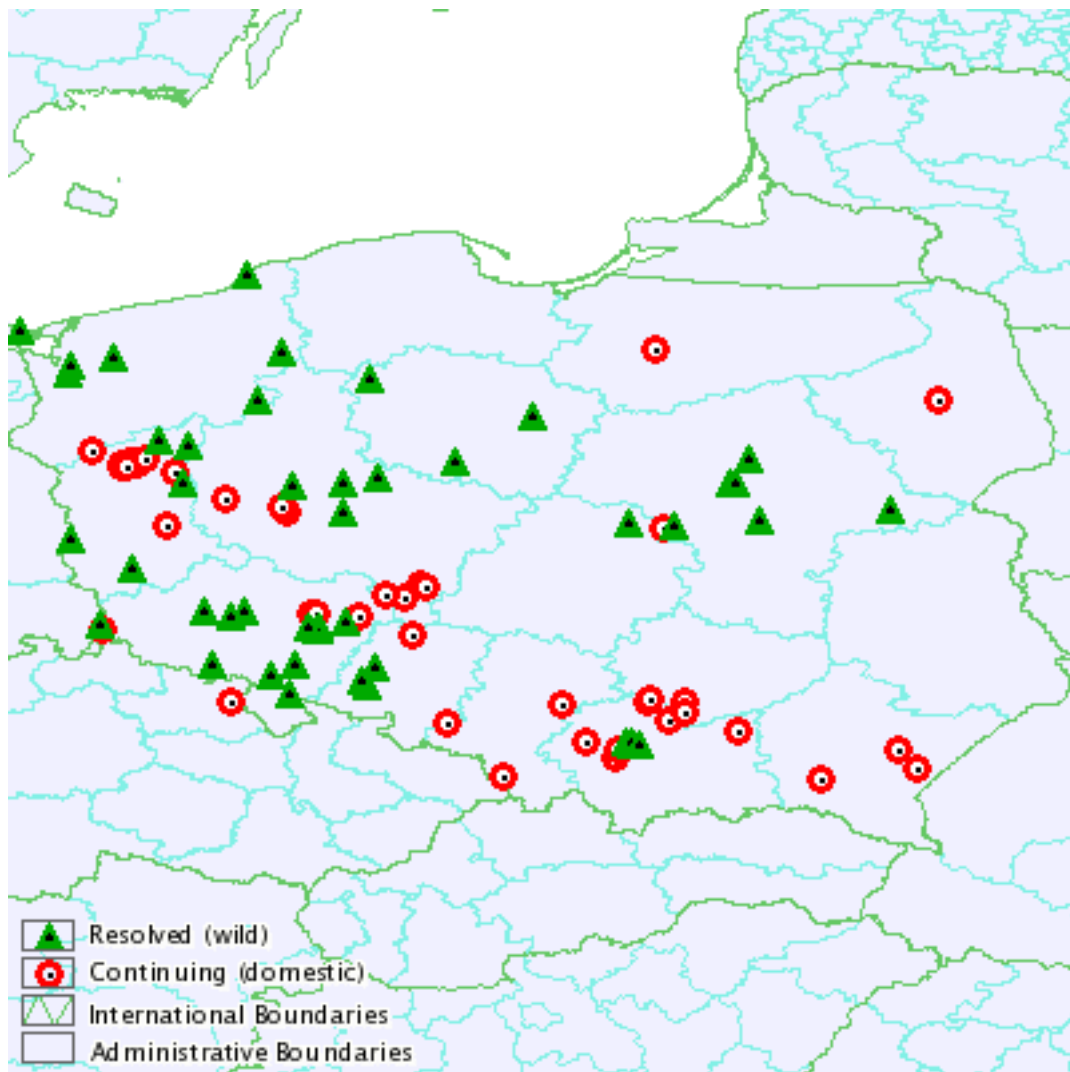 Resolved (wild)
Continuing (domestic)
International Boundaries
Administrative Boundaries